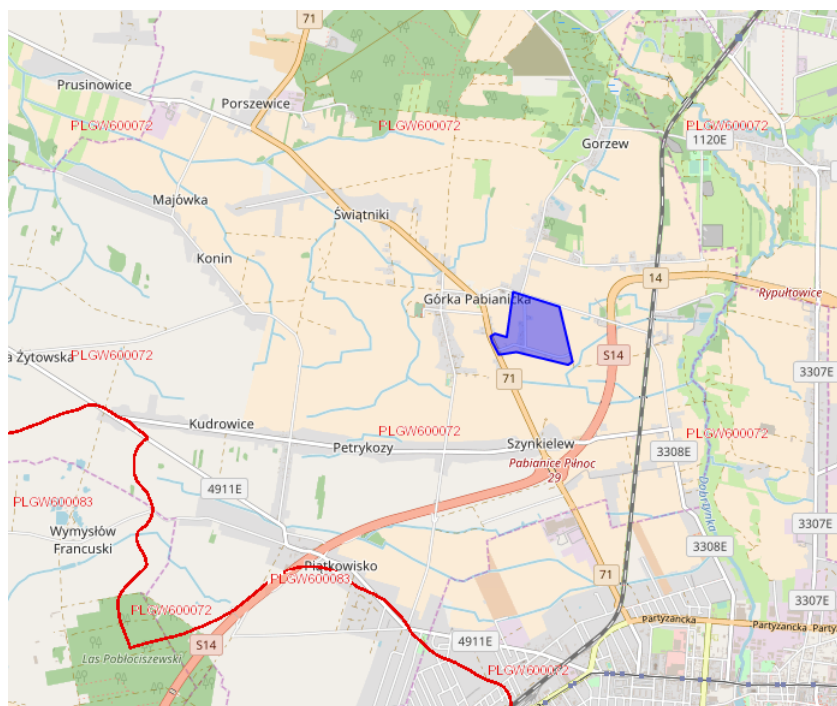 71
Prusinowice
Porszewice
PLGW600072
PLGW600072
PLGW600072
1120E
Gorzew
Majówka
Świątniki
Konin
14
Górka Pabianicka
Rypułtowice
S14
PLGW600072
a Żytowska
71
3307E
Kudrowice
PLGW600072
PLGW600072
Petrykozy
Szynkielew
3308E
Pabianice Północ
29
4911E
Dobrzynka
PLGW600083
3307E
Wymysłów
Francuski
3308E
Piątkowisko
PLGW600083
71
3307E
PLGW600072
Partyzancka
Partyzancka
Part
S14
4911E
Las Pobłociszewski
PLGW600072